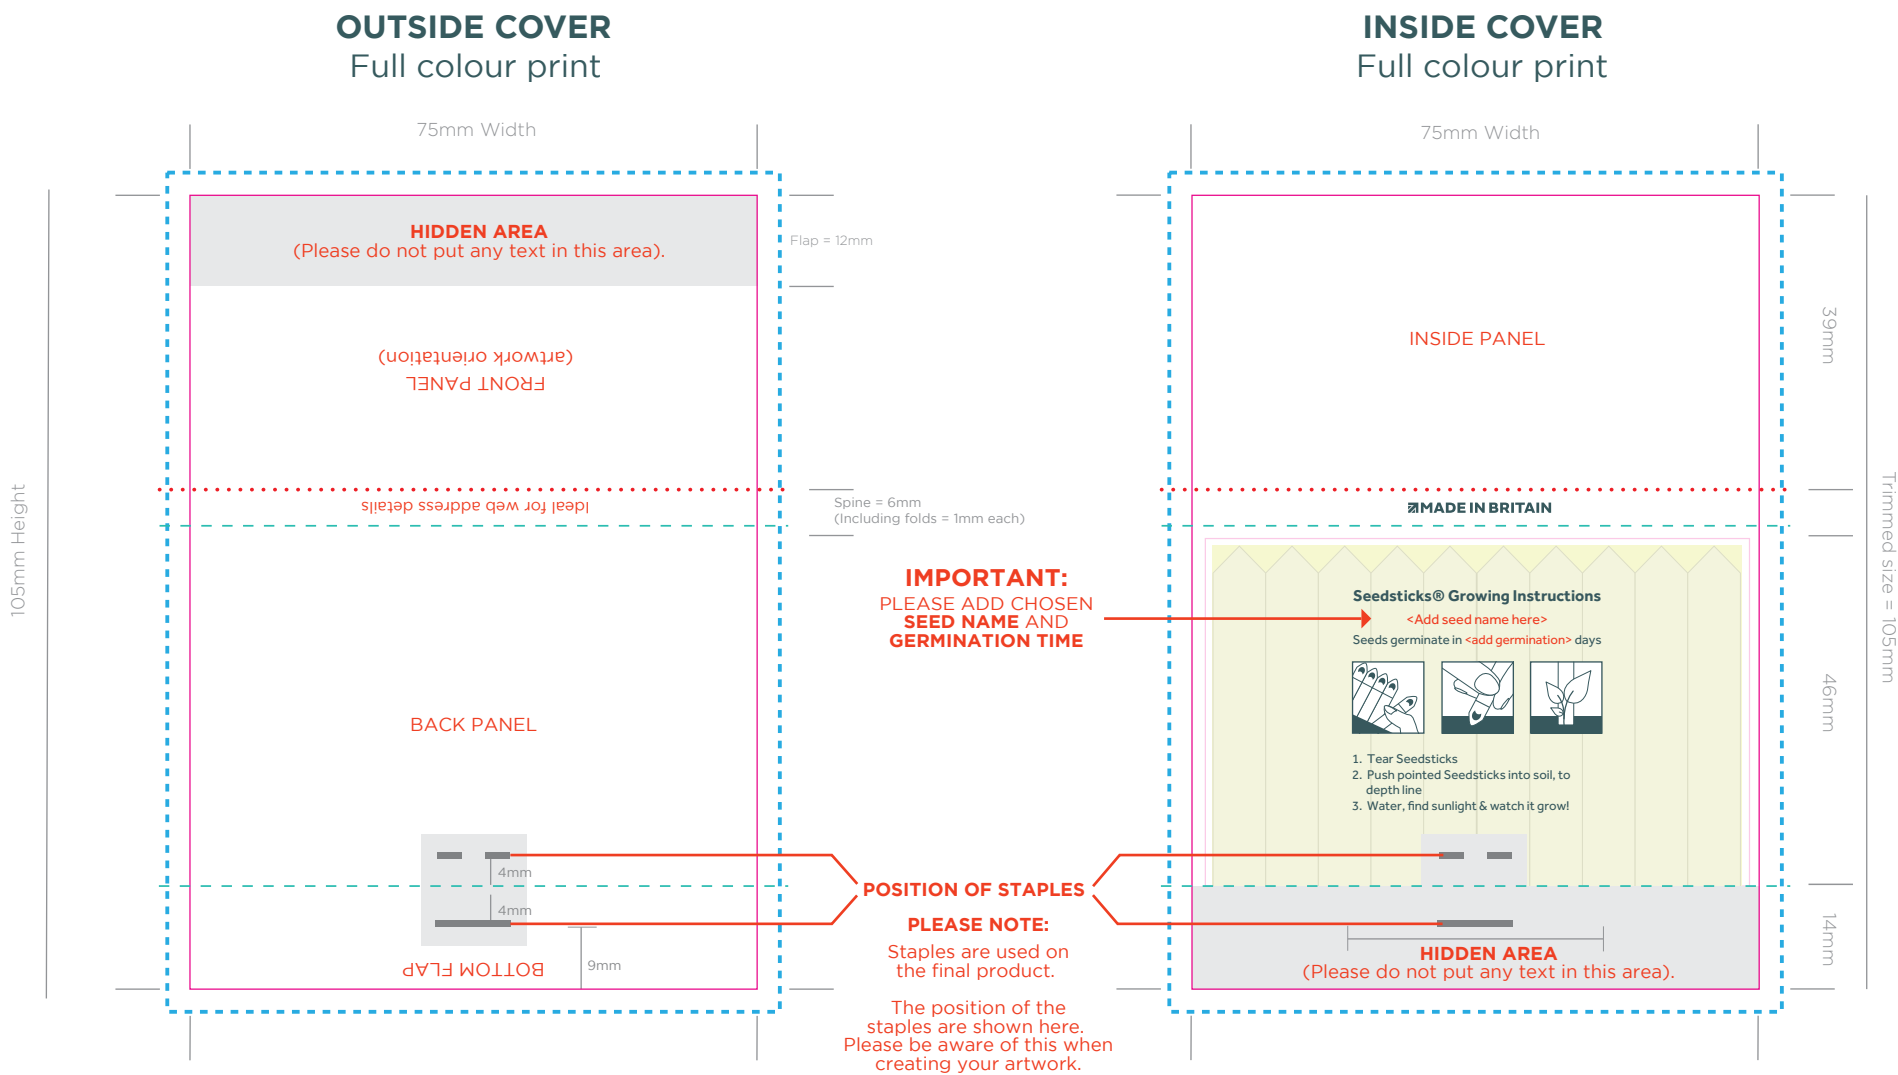 OUTSIDE COVER
Full colour print
75mm Width
105mm Height
HIDDEN AREA
(Please do not put any text in this area).
Flap = 12mm
FRONT PANEL
(artwork orientation)
Ideal for web address details
Spine = 6mm
(Including folds = 1mm each)
BACK PANEL
4mm
4mm
BOTTOM FLAP
9mm
IMPORTANT:
PLEASE ADD CHOSEN
SEED NAME AND
GERMINATION TIME
POSITION OF STAPLES
PLEASE NOTE:
Staples are used on
the final product.
The position of the
staples are shown here.
Please be aware of this when
creating your artwork.
INSIDE COVER
Full colour print
75mm Width
INSIDE PANEL
MADE IN BRITAIN
Seedsticks® Growing Instructions
<Add seed name here>
Seeds germinate in <add germination> days
1. Tear Seedsticks
2. Push pointed Seedsticks into soil, to
depth line
3. Water, find sunlight & watch it grow!
HIDDEN AREA
(Please do not put any text in this area).
39mm
46mm
14mm
Trimmed size = 105mm